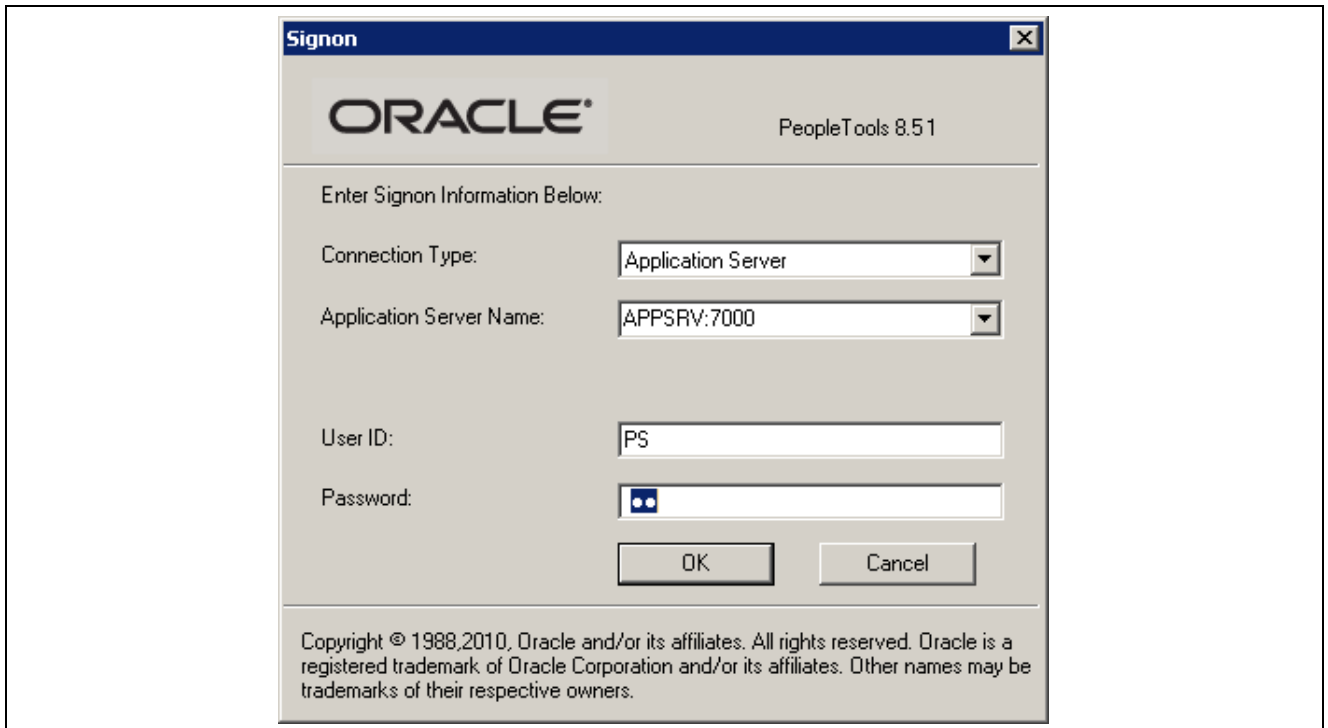 Signon
ORACLE®
PeopleTools 8.51
Enter Signon Information Below:
Connection Type:
Application Server
Application Server Name:
APPSRV:7000
User ID:
PS
Password:
••
OK
Cancel
Copyright © 1988,2010, Oracle and/or its affiliates. All rights reserved. Oracle is a
registered trademark of Oracle Corporation and/or its affiliates. Other names may be
trademarks of their respective owners.